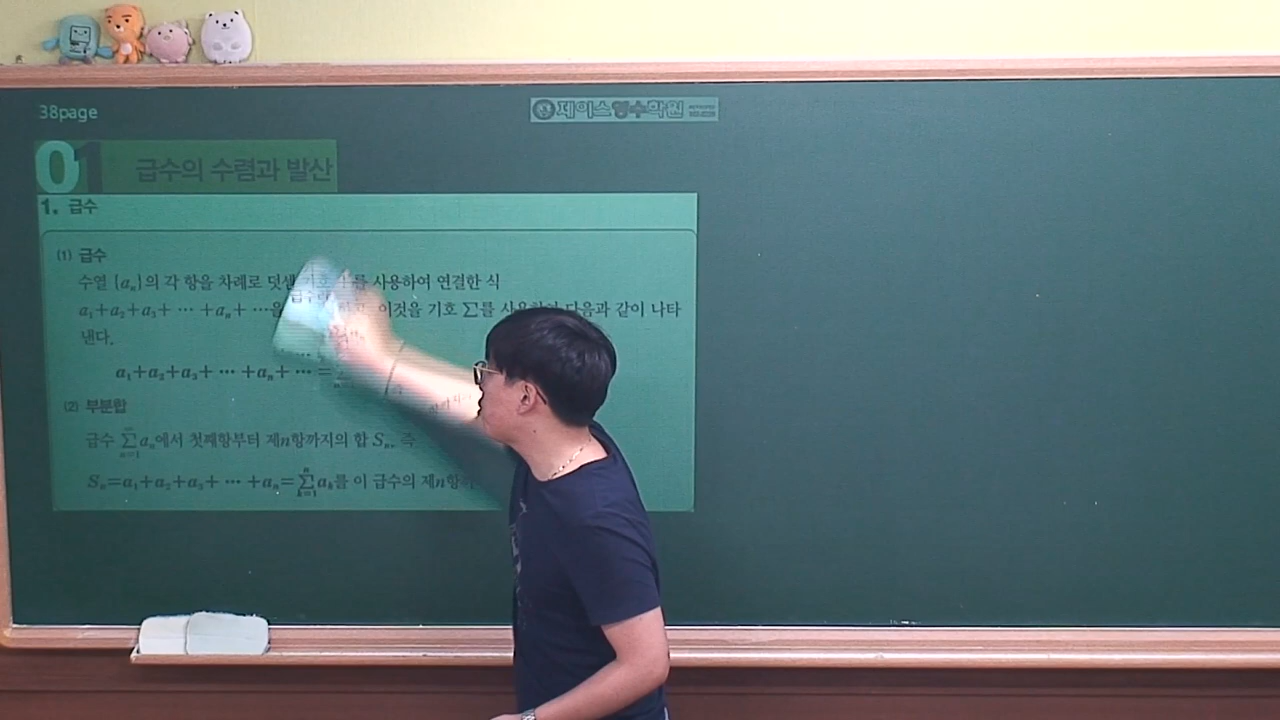 38page
제이스영수학원
01 급수의 수렴과 발산
1. 급수
(1) 급수
수열 {aₙ}의 각 항을 차례로 덧셈 기호 +를 사용하여 연결한 식
a₁+a₂+a₃+ ⋯ +aₙ+ ⋯을 이것을 기호 ∑를 다음과 같이 나타
낸다.
a₁+a₂+a₃+ ⋯ +aₙ+ ⋯ =
(2) 부분합
급수 ∑_{n=1}^{∞} aₙ에서 첫째항부터 제n항까지의 합 Sₙ, 즉
Sₙ=a₁+a₂+a₃+ ⋯ +aₙ=∑_{k=1}^{n} aₖ를 이 급수의 제n항